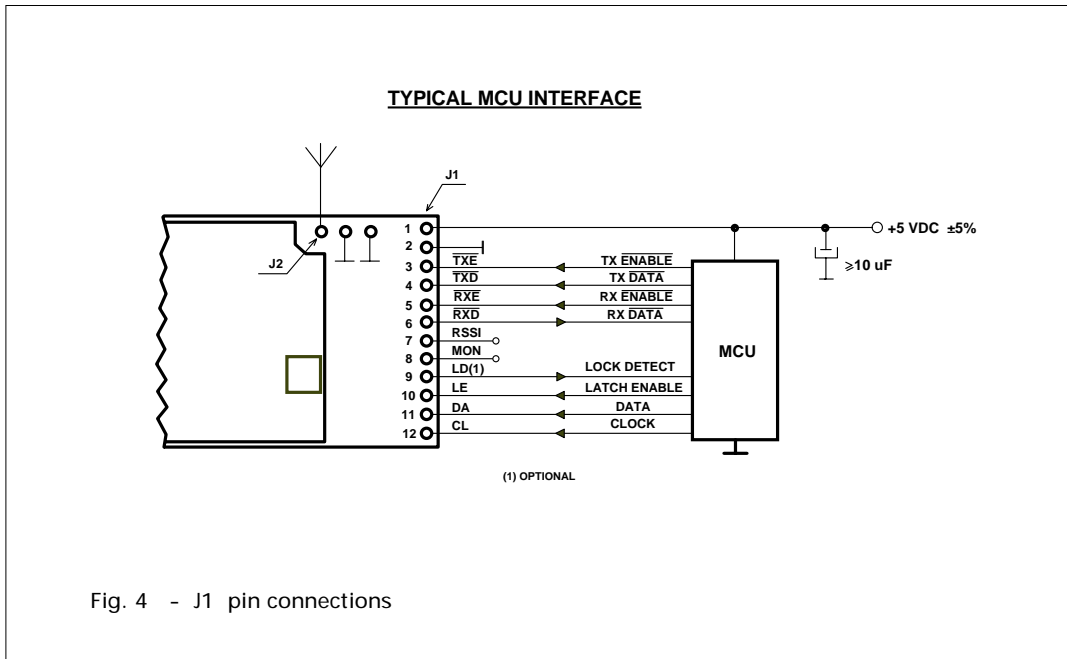 TYPICAL MCU INTERFACE
J1
J2
1
2
3 TXE TX ENABLE
4 TXD TX DATA
5 RXE RX ENABLE
6 RXD RX DATA
7 RSSI
8 MON
9 LD(1) LOCK DETECT
10 LE LATCH ENABLE
11 DA DATA
12 CL CLOCK
+5 VDC ±5%
≥10 uF
MCU
(1) OPTIONAL
Fig. 4 - J1 pin connections